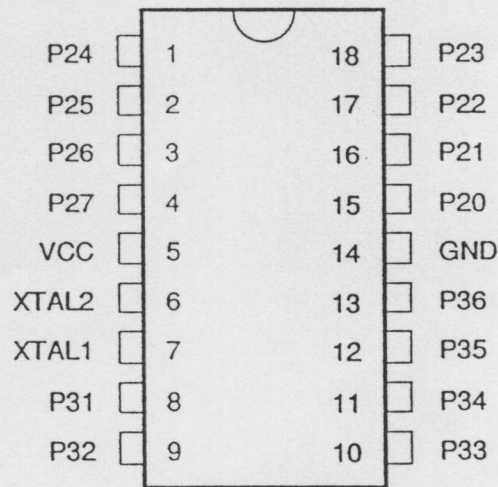 P24 1 18 P23
P25 2 17 P22
P26 3 16 P21
P27 4 15 P20
VCC 5 14 GND
XTAL2 6 13 P36
XTAL1 7 12 P35
P31 8 11 P34
P32 9 10 P33